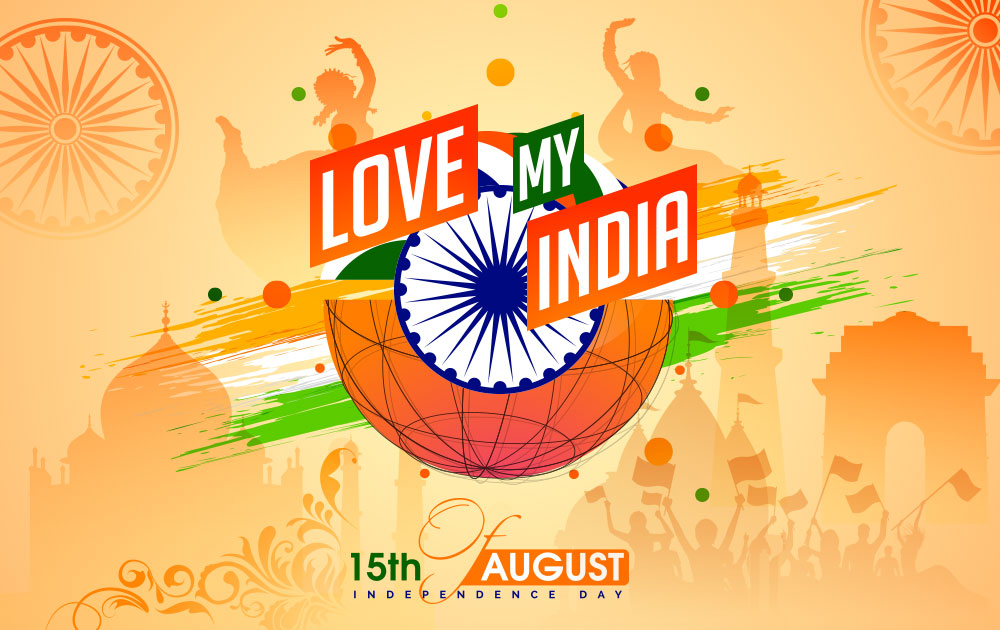 LOVE
MY
INDIA
15th Of AUGUST
INDEPENDENCE DAY